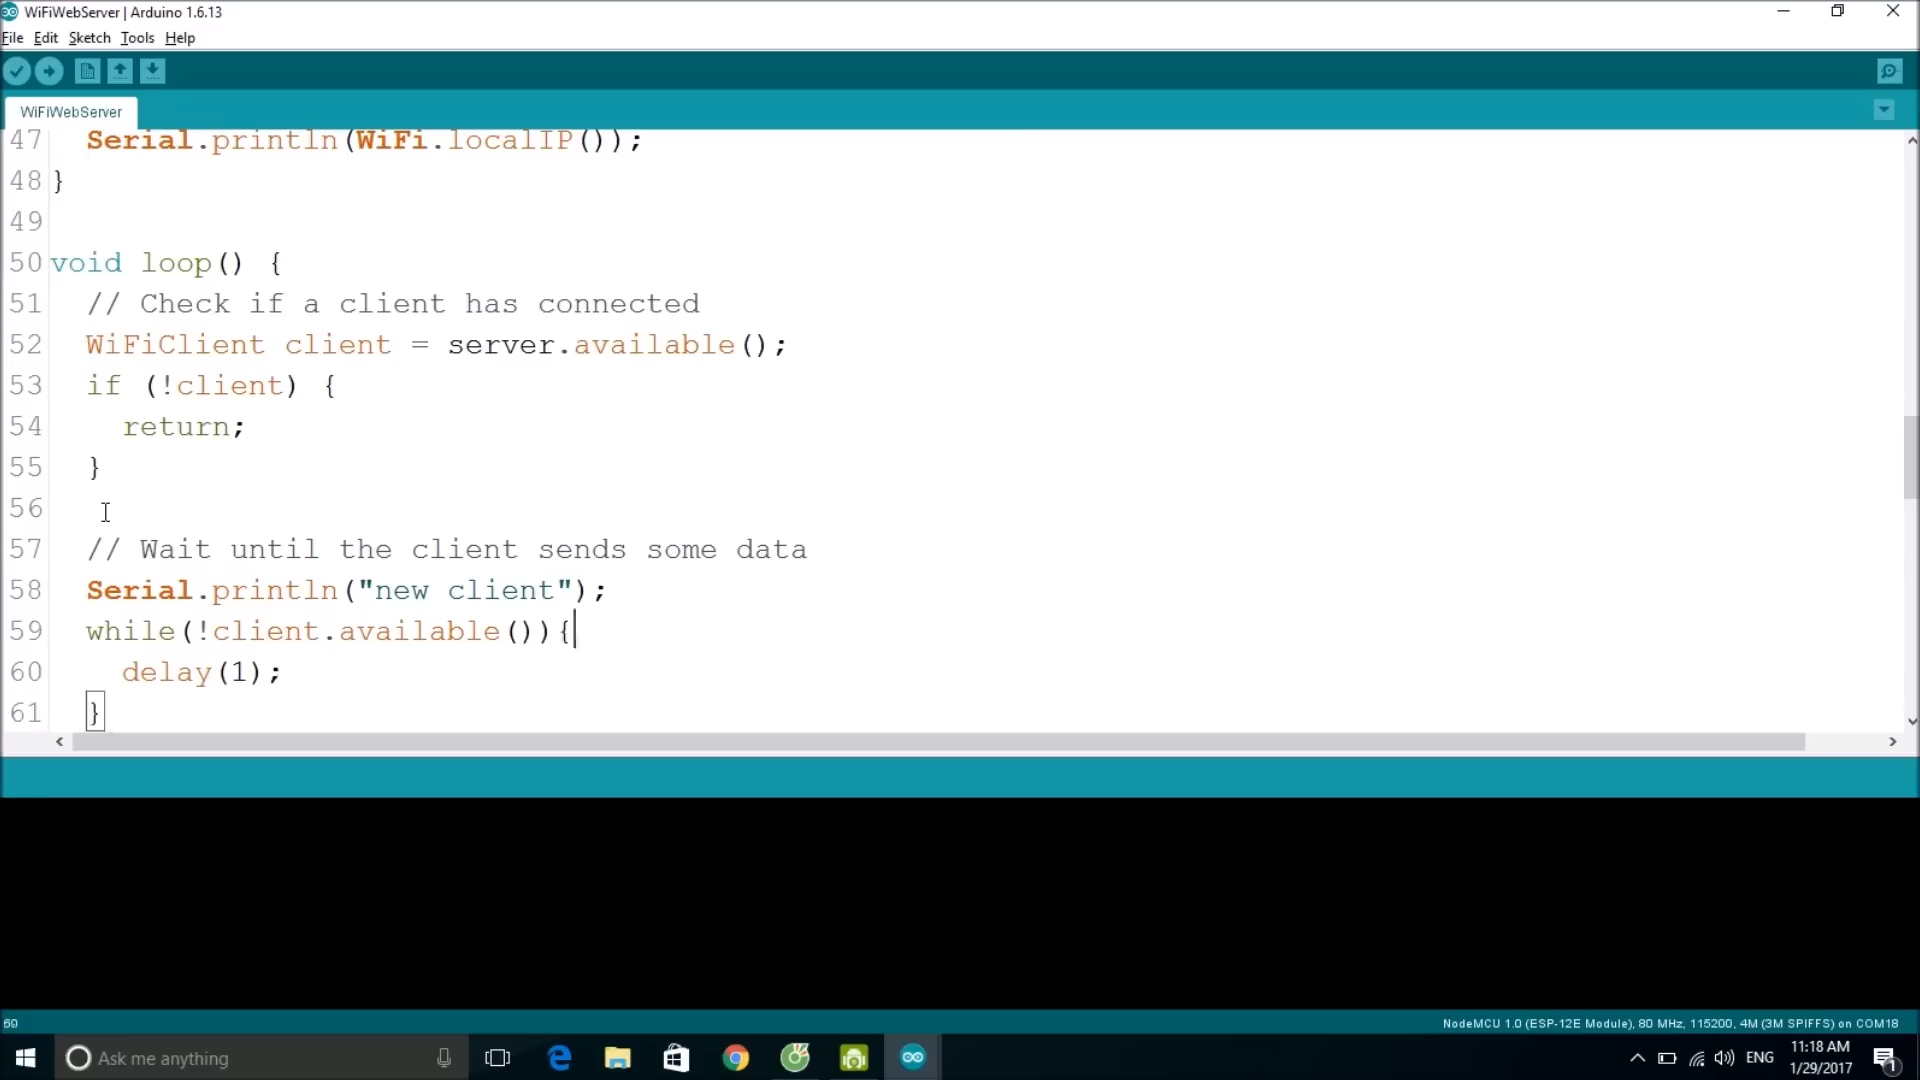 WiFiWebServer | Arduino 1.6.13
File Edit Sketch Tools Help
WiFiWebServer
47 Serial.println(WiFi.localIP());
48 }
49
50 void loop() {
51 // Check if a client has connected
52 WiFiClient client = server.available();
53 if (!client) {
54 return;
55 }
56
57 // Wait until the client sends some data
58 Serial.println("new client");
59 while(!client.available()){
60 delay(1);
61 }
59
NodeMCU 1.0 (ESP-12E Module), 80 MHz, 115200, 4M (3M SPIFFS) on COM18
Ask me anything
ENG
11:18 AM
1/29/2017
1